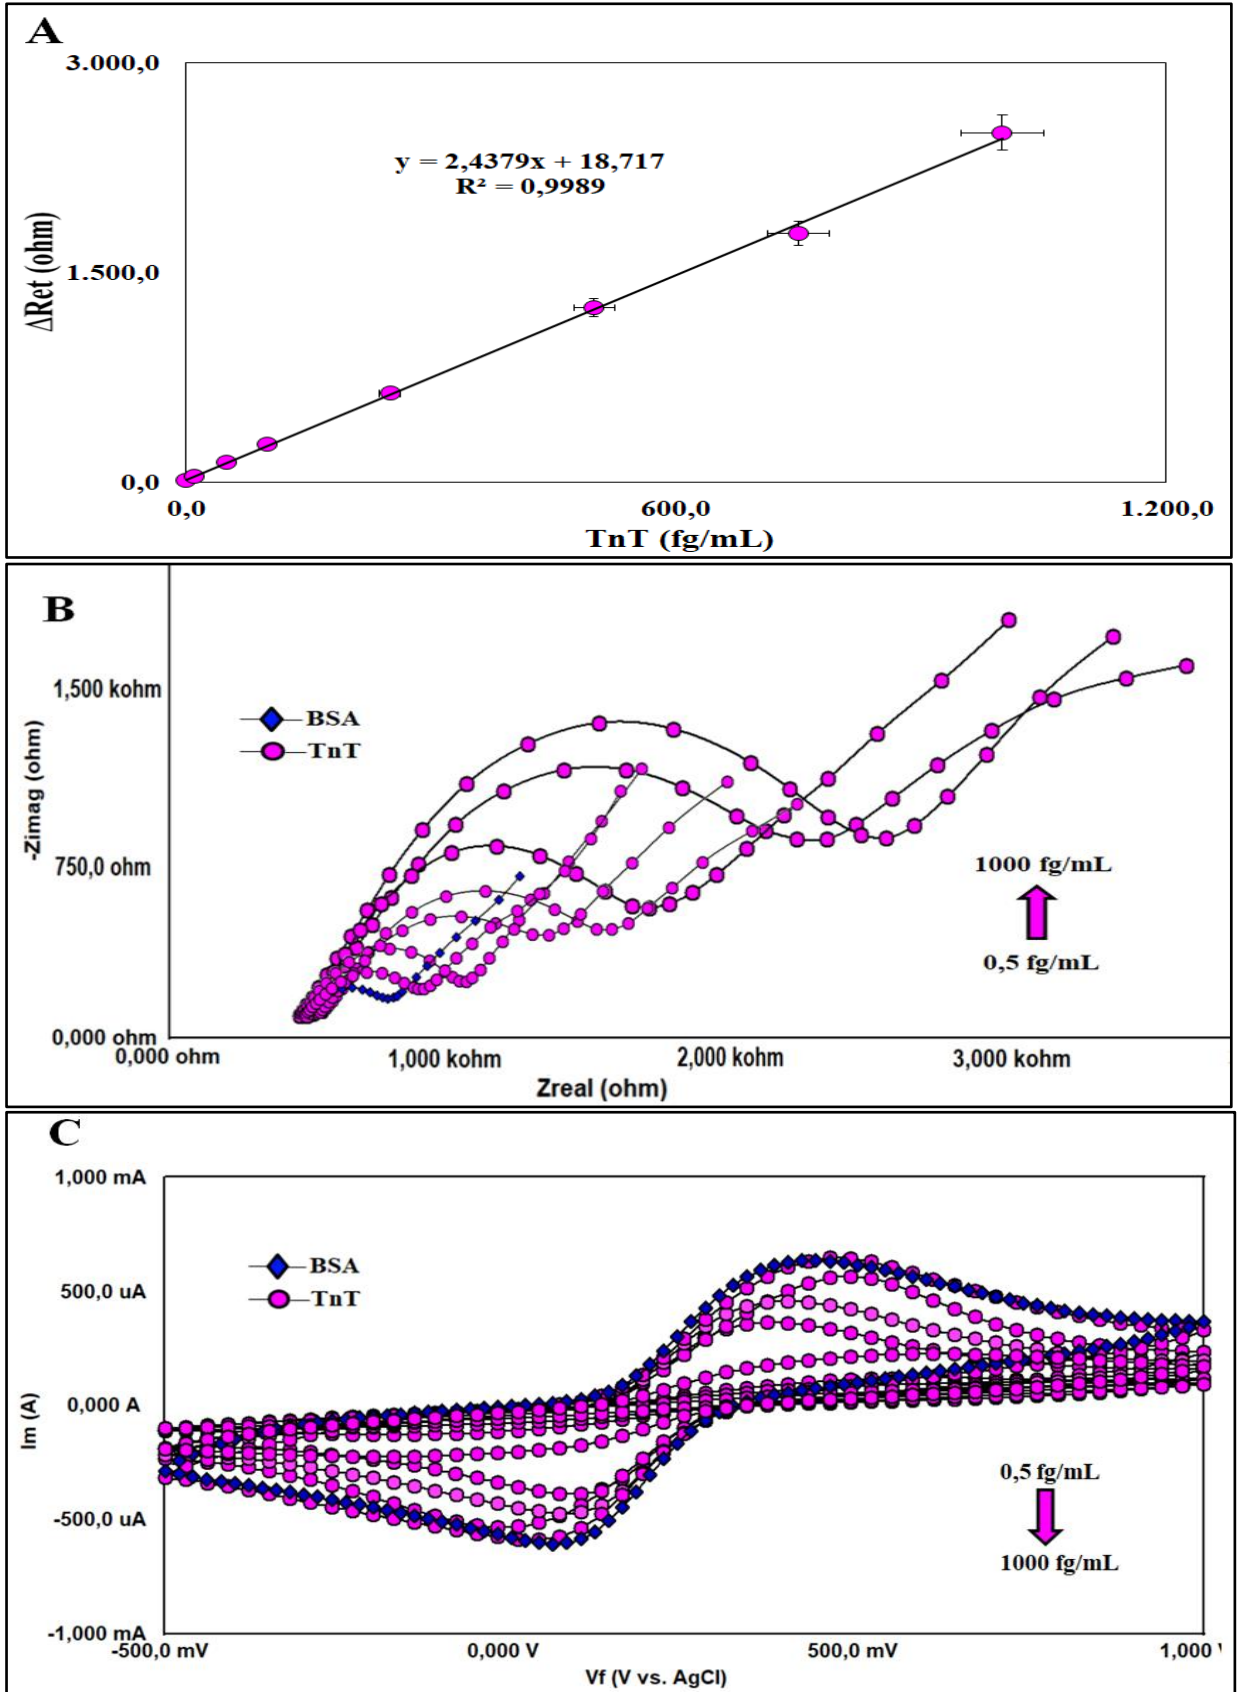 A
3.000,0
y = 2,4379x + 18,717
R² = 0,9989
ΔRet (ohm)
1.500,0
0,0
0,0 600,0 1.200,0
TnT (fg/mL)
B
1,500 kohm
BSA
TnT
-Zimag (ohm)
750,0 ohm
1000 fg/mL
0,5 fg/mL
0,000 ohm
0,000 ohm 1,000 kohm 2,000 kohm 3,000 kohm
Zreal (ohm)
C
1,000 mA
BSA
500,0 uA
TnT
0,000 A
Im (A)
0,5 fg/mL
-500,0 uA
1000 fg/mL
-1,000 mA
-500,0 mV 0,000 V 500,0 mV 1,000
Vf (V vs. AgCl)